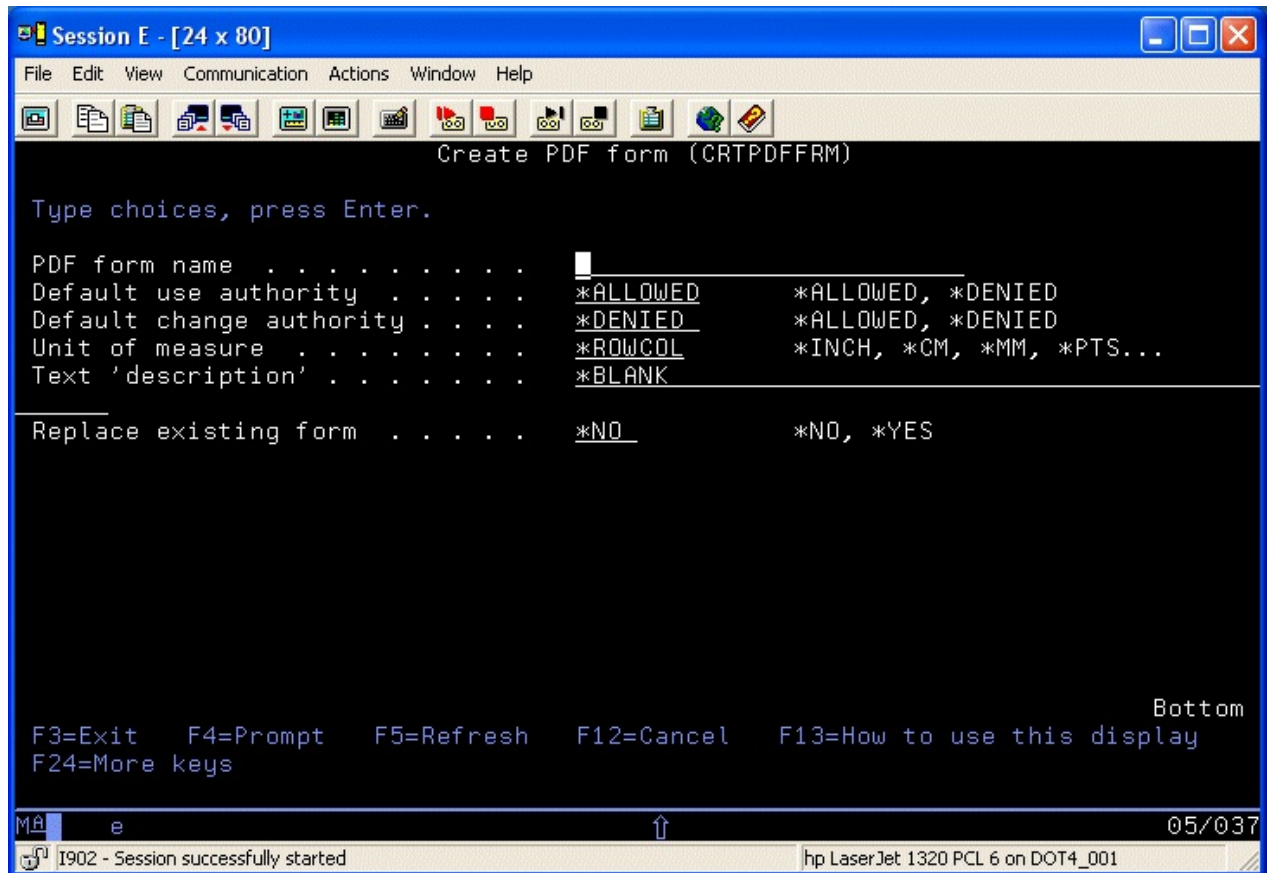 Session E - [24 x 80]
File Edit View Communication Actions Window Help
Create PDF form (CRTPDFFRM)
Type choices, press Enter.
PDF form name . . . . . . . . .
Default use authority . . . . . *ALLOWED *ALLOWED, *DENIED
Default change authority . . . . *DENIED *ALLOWED, *DENIED
Unit of measure . . . . . . . . *ROWCOL *INCH, *CM, *MM, *PTS...
Text 'description' . . . . . . . *BLANK
Replace existing form . . . . . *NO *NO, *YES
Bottom
F3=Exit F4=Prompt F5=Refresh F12=Cancel F13=How to use this display
F24=More keys
MA e 05/037
I902 - Session successfully started hp LaserJet 1320 PCL 6 on DOT4_001